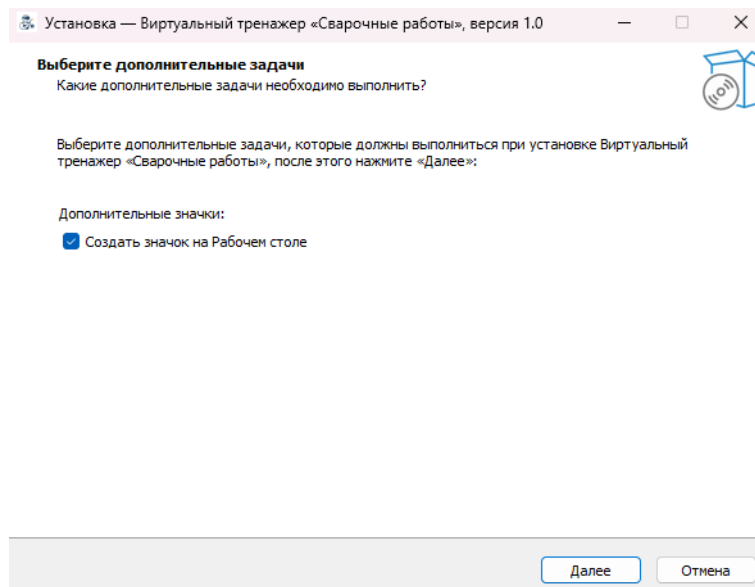 Установка — Виртуальный тренажер «Сварочные работы», версия 1.0
Выберите дополнительные задачи
Какие дополнительные задачи необходимо выполнить?
Выберите дополнительные задачи, которые должны выполниться при установке Виртуальный
тренажер «Сварочные работы», после этого нажмите «Далее»:
Дополнительные значки:
Создать значок на Рабочем столе
Далее
Отмена